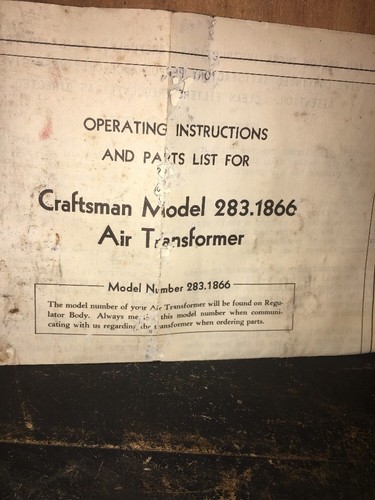 OPERATING INSTRUCTIONS
AND PARTS LIST FOR
Craftsman Model 283.1866
Air Transformer
Model Number 283.1866
The model number of your Air Transformer will be found on Regu-
lator Body. Always this model number when communi-
cating with us regarding the transformer when ordering parts.